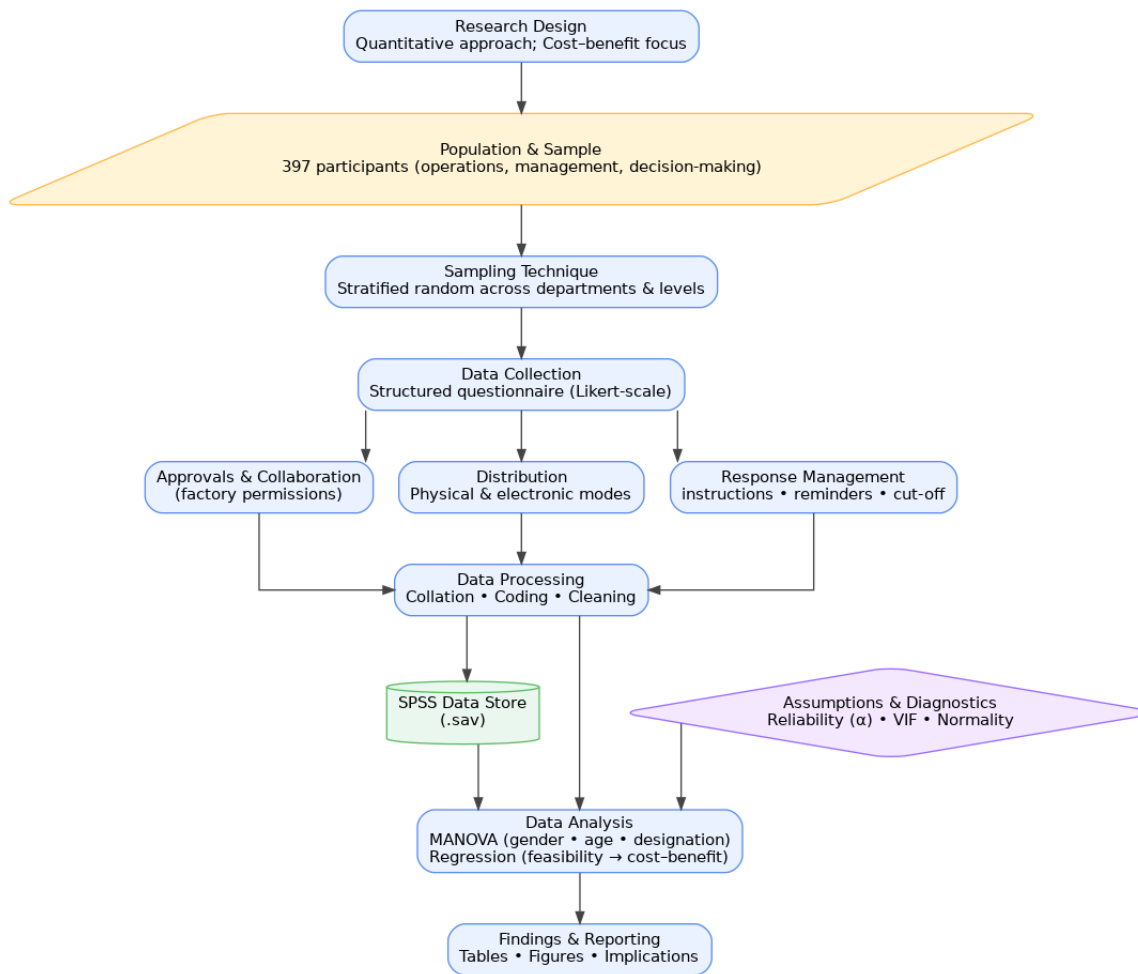 Research Design
Quantitative approach; Cost–benefit focus
Population & Sample
397 participants (operations, management, decision-making)
Sampling Technique
Stratified random across departments & levels
Data Collection
Structured questionnaire (Likert-scale)
Approvals & Collaboration
(factory permissions)
Distribution
Physical & electronic modes
Response Management
instructions • reminders • cut-off
Data Processing
Collation • Coding • Cleaning
SPSS Data Store
(.sav)
Assumptions & Diagnostics
Reliability (α) • VIF • Normality
Data Analysis
MANOVA (gender • age • designation)
Regression (feasibility → cost–benefit)
Findings & Reporting
Tables • Figures • Implications